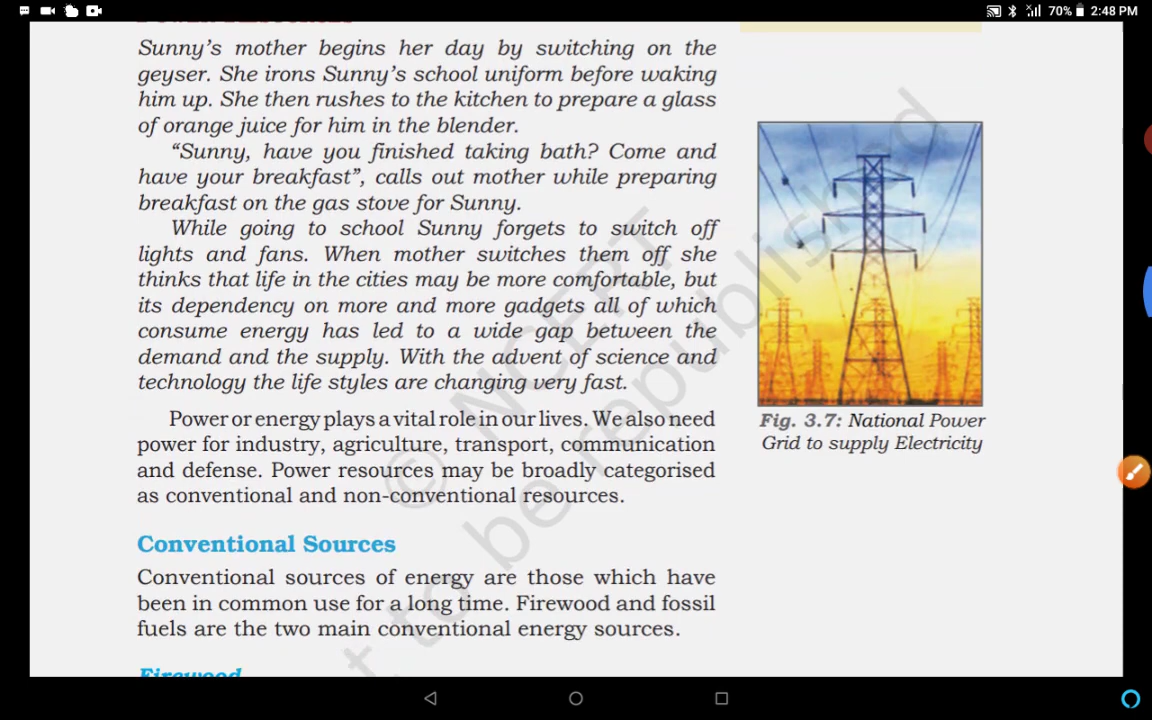 70% 2:48 PM
Sunny's mother begins her day by switching on the
geyser. She irons Sunny's school uniform before waking
him up. She then rushes to the kitchen to prepare a glass
of orange juice for him in the blender.
"Sunny, have you finished taking bath? Come and
have your breakfast", calls out mother while preparing
breakfast on the gas stove for Sunny.
While going to school Sunny forgets to switch off
lights and fans. When mother switches them off she
thinks that life in the cities may be more comfortable, but
its dependency on more and more gadgets all of which
consume energy has led to a wide gap between the
demand and the supply. With the advent of science and
technology the life styles are changing very fast.
Power or energy plays a vital role in our lives. We also need
power for industry, agriculture, transport, communication
and defense. Power resources may be broadly categorised
as conventional and non-conventional resources.
Conventional Sources
Conventional sources of energy are those which have
been in common use for a long time. Firewood and fossil
fuels are the two main conventional energy sources.
Firewood
Fig. 3.7: National Power
Grid to supply Electricity
© NCERT
not to be republished